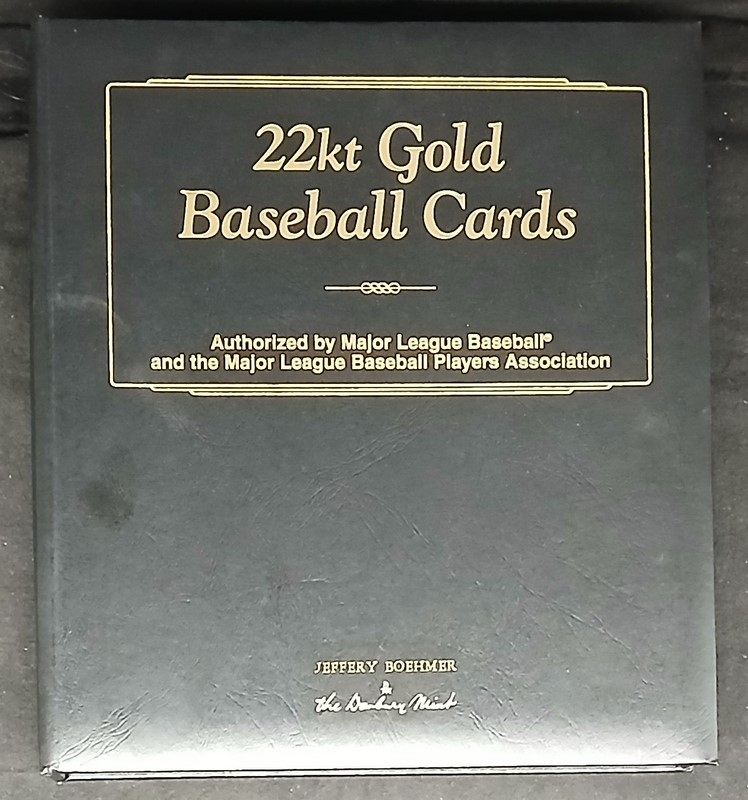 22kt Gold
Baseball Cards
Authorized by Major League Baseball®
and the Major League Baseball Players Association
JEFFERY BOEHMER
the Danbury Mint